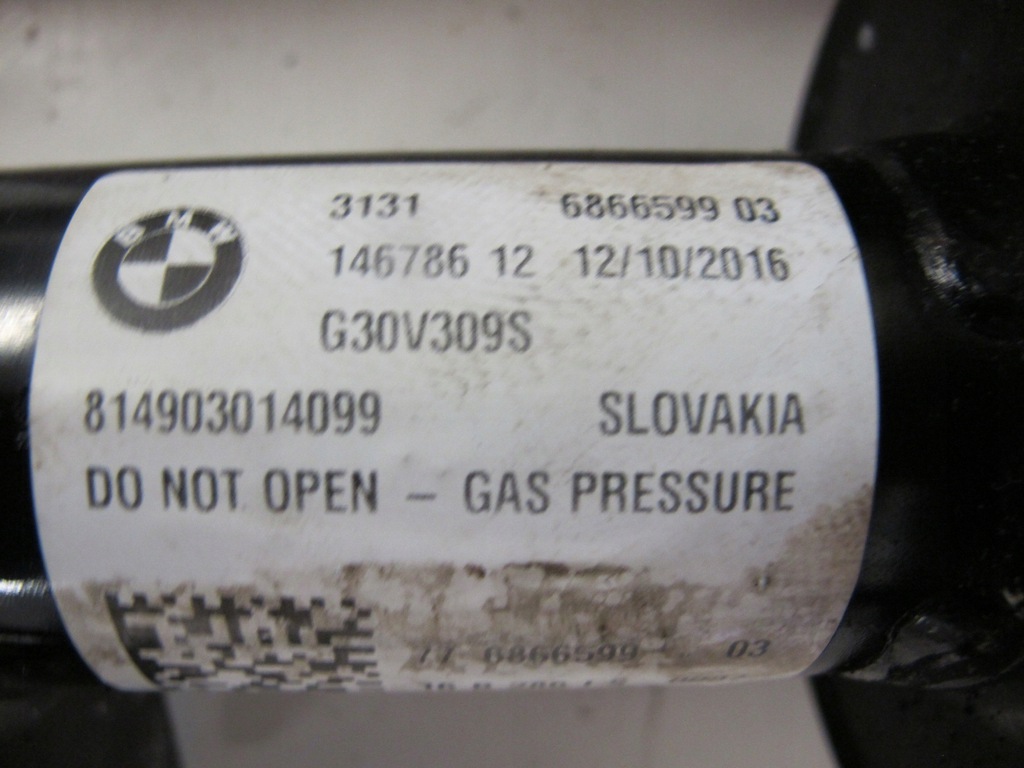 BMW
3131 6866599 03
146786 12 12/10/2016
G30V309S
814903014099 SLOVAKIA
DO NOT OPEN – GAS PRESSURE
77 6866599 03